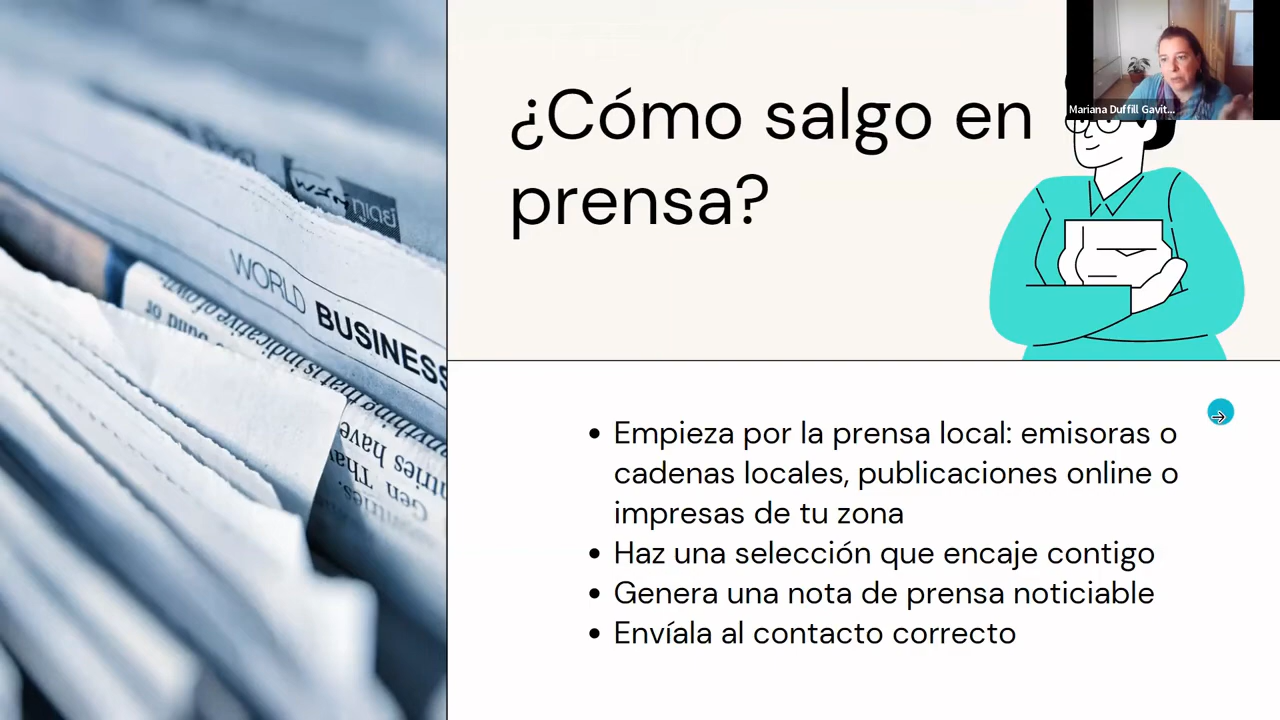 ¿Cómo salgo en
prensa?
Mariana Duffill Gavit...
WORLD BUSINESS
Empieza por la prensa local: emisoras o
cadenas locales, publicaciones online o
impresas de tu zona
Haz una selección que encaje contigo
Genera una nota de prensa noticiable
Envíala al contacto correcto